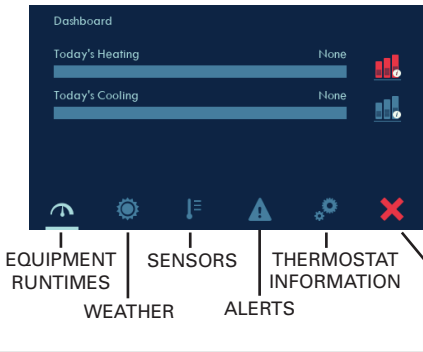 Dashboard
Today's Heating None
Today's Cooling None
EQUIPMENT RUNTIMES
WEATHER
SENSORS
ALERTS
THERMOSTAT INFORMATION